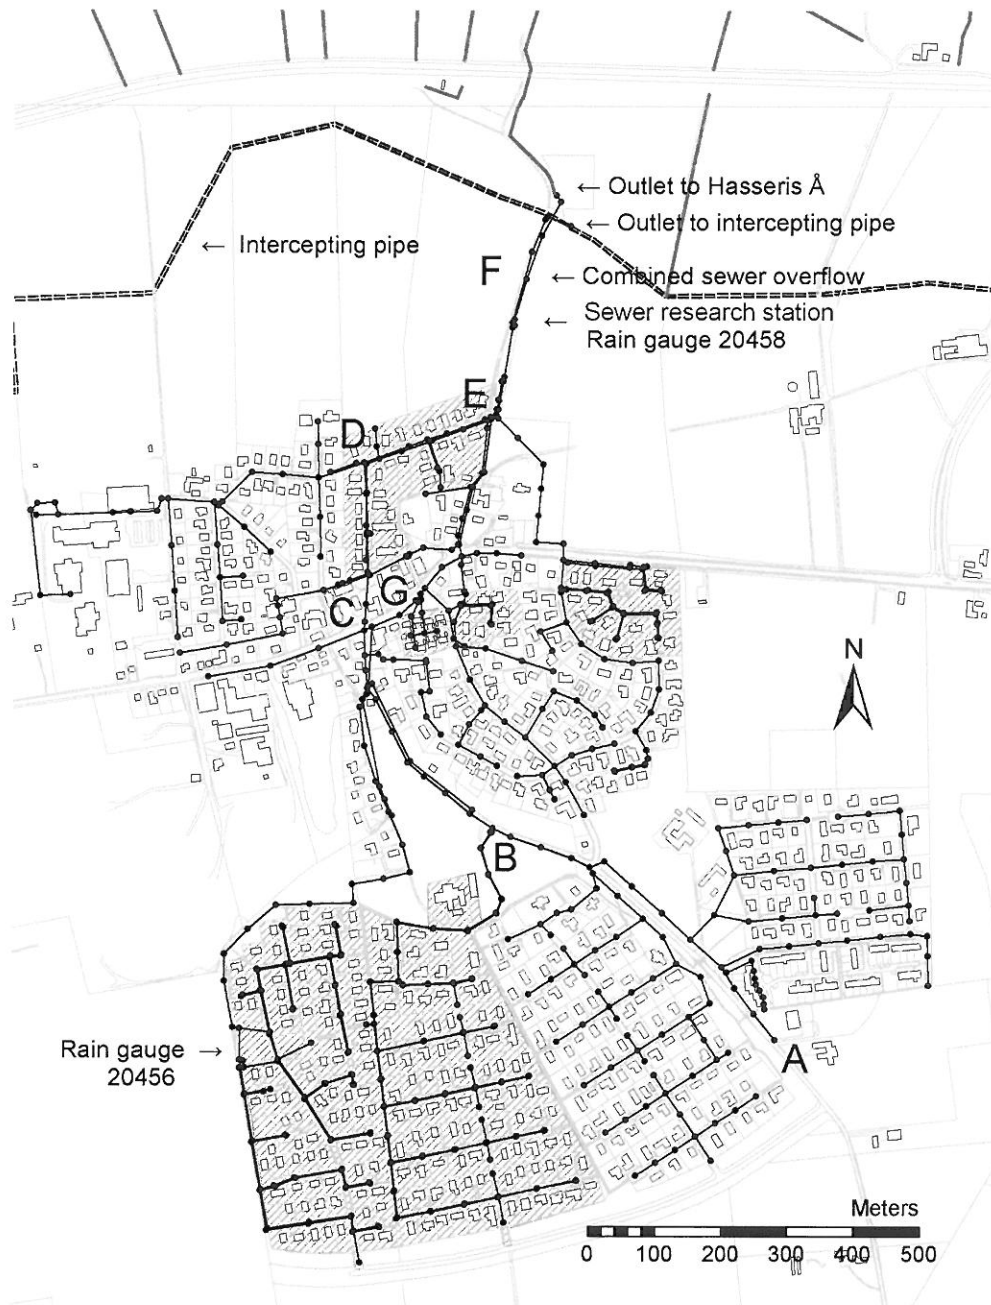 ← Outlet to Hasseris Å
← Outlet to intercepting pipe
← Intercepting pipe
F
← Combined sewer overflow
← Sewer research station
Rain gauge 20458
E
D
G
C
N
B
Rain gauge →
20456
A
Meters
0 100 200 300 400 500